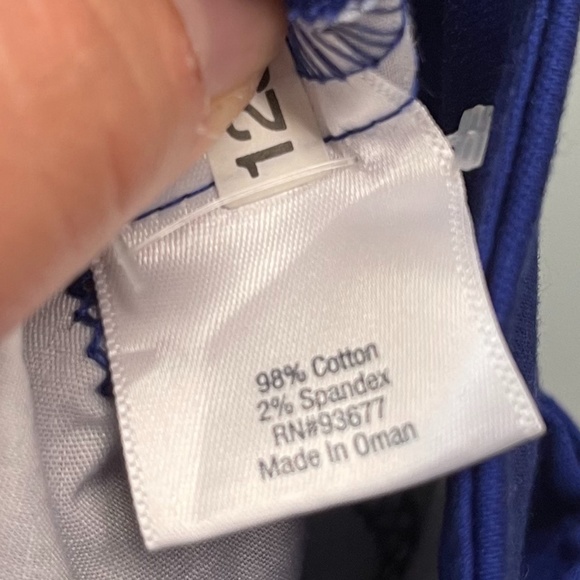 98% Cotton
2% Spandex
RN#93677
Made In Oman